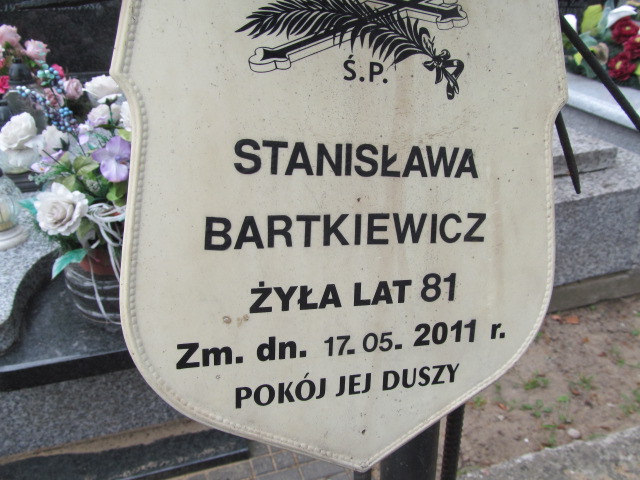 Ś.P.
STANISŁAWA
BARTKIEWICZ
ŻYŁA LAT 81
Zm. dn. 17. 05. 2011 r.
POKÓJ JEJ DUSZY